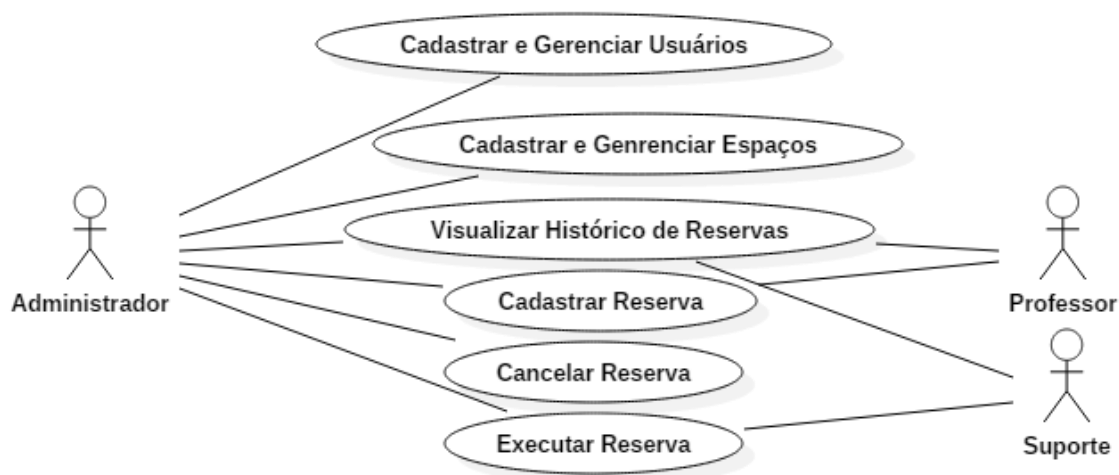 Cadastrar e Gerenciar Usuários
Cadastrar e Genrenciar Espaços
Visualizar Histórico de Reservas
Administrador
Cadastrar Reserva
Professor
Cancelar Reserva
Executar Reserva
Suporte